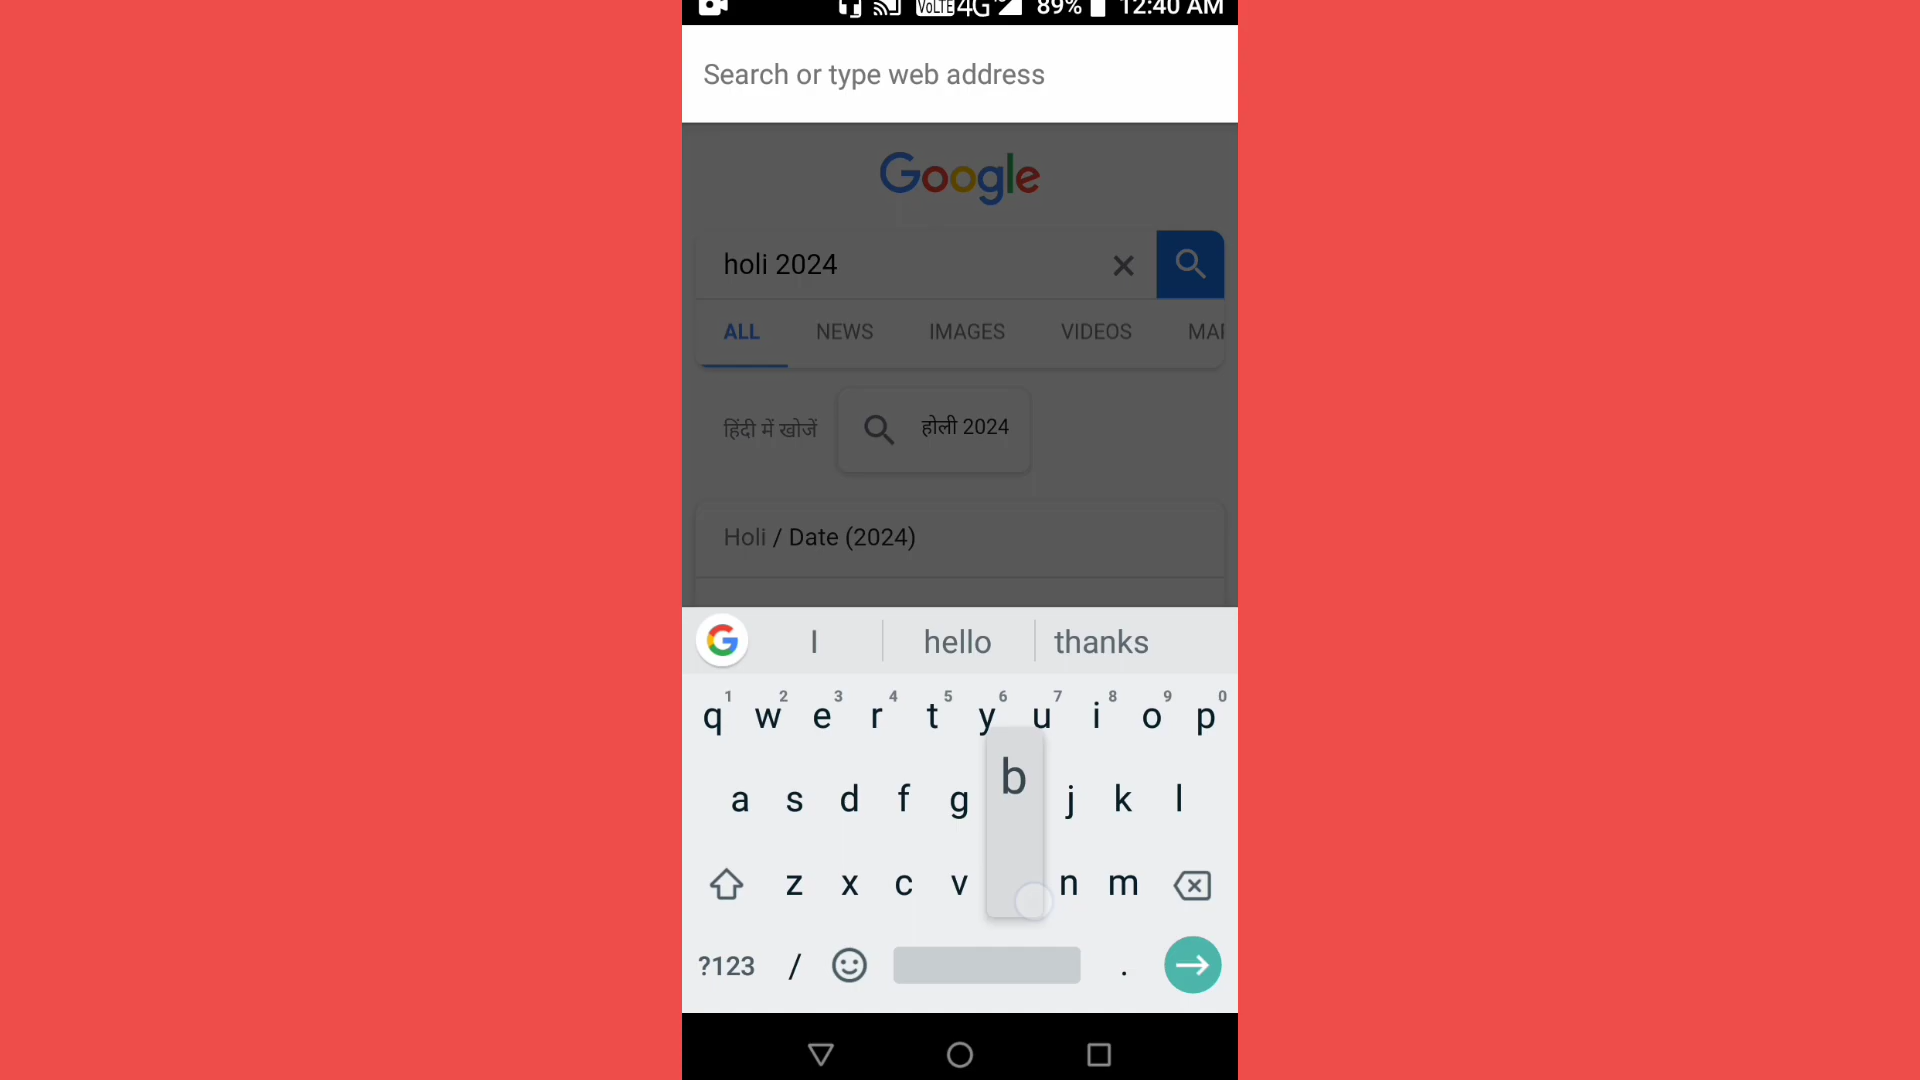 VoLTE 4G 89% 12:40 AM
Search or type web address
Google
holi 2024
ALL NEWS IMAGES VIDEOS MAP
हिंदी में खोजें होली 2024
Holi / Date (2024)
G I hello thanks
1 2 3 4 5 6 7 8 9 0
q w e r t y u i o p
b
a s d f g j k l
z x c v n m
?123 / .